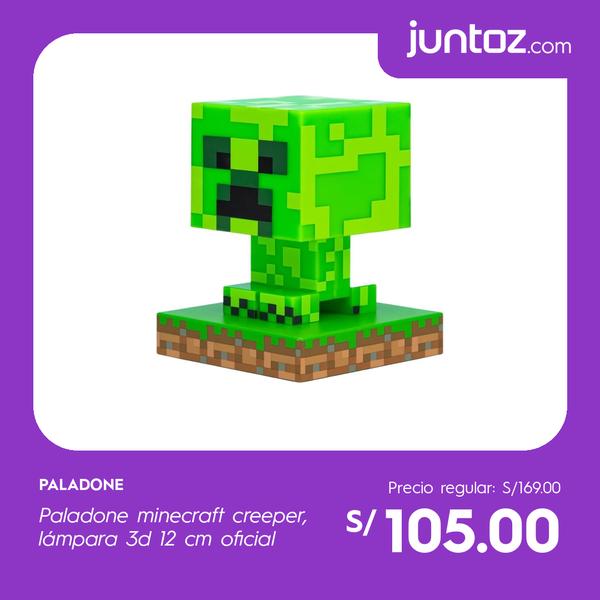 juntoz.com
PALADONE
Paladone minecraft creeper,
lámpara 3d 12 cm oficial
Precio regular: S/169.00
S/105.00